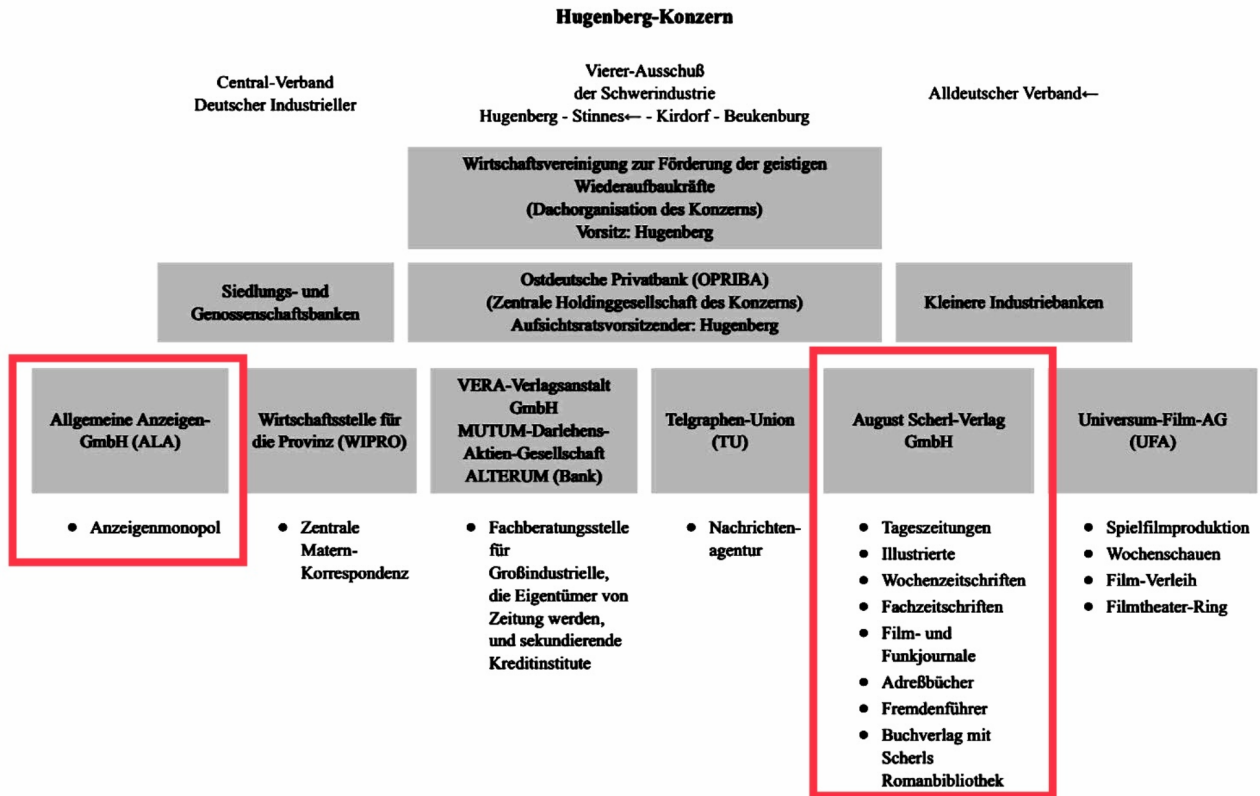 Hugenberg-Konzern
Central-Verband
Deutscher Industrieller
Vierer-Ausschuß
der Schwerindustrie
Hugenberg - Stinnes← - Kirdorf - Beukenburg
Alldeutscher Verband←
Wirtschaftsvereinigung zur Förderung der geistigen
Wiederaufbaukräfte
(Dachorganisation des Konzerns)
Vorsitz: Hugenberg
Siedlungs- und
Genossenschaftsbanken
Ostdeutsche Privatbank (OPRIBA)
(Zentrale Holdinggesellschaft des Konzerns)
Aufsichtsratsvorsitzender: Hugenberg
Kleinere Industriebanken
Allgemeine Anzeigen-
GmbH (ALA)
Wirtschaftsstelle für
die Provinz (WIPRO)
VERA-Verlagsanstalt
GmbH
MUTUM-Darlehens-
Aktien-Gesellschaft
ALTERUM (Bank)
Telgraphen-Union
(TU)
August Scherl-Verlag
GmbH
Universum-Film-AG
(UFA)
• Anzeigenmonopol
• Zentrale
Matern-
Korrespondenz
• Fachberatungsstelle
für
Großindustrielle,
die Eigentümer von
Zeitung werden,
und sekundierende
Kreditinstitute
• Nachrichten-
agentur
• Tageszeitungen
• Illustrierte
• Wochenzeitschriften
• Fachzeitschriften
• Film- und
Funkjournale
• Adreßbücher
• Fremdenführer
• Buchverlag mit
Scherls
Romanbibliothek
• Spielfilmproduktion
• Wochenschauen
• Film-Verleih
• Filmtheater-Ring